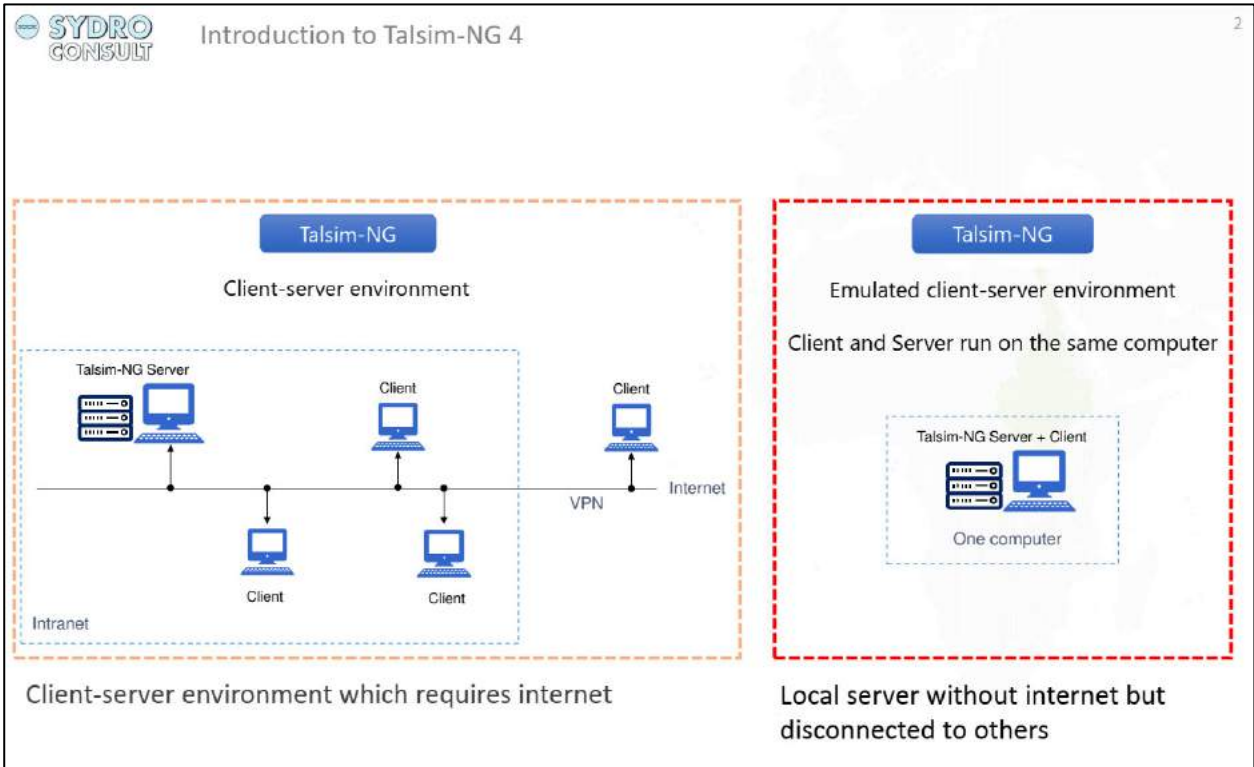 SYDRO
CONSULT
Introduction to Talsim-NG 4
2
Talsim-NG
Client-server environment
Talsim-NG Server
Client
Client
Internet
VPN
Client
Client
Intranet
Client-server environment which requires internet
Talsim-NG
Emulated client-server environment
Client and Server run on the same computer
Talsim-NG Server + Client
One computer
Local server without internet but
disconnected to others